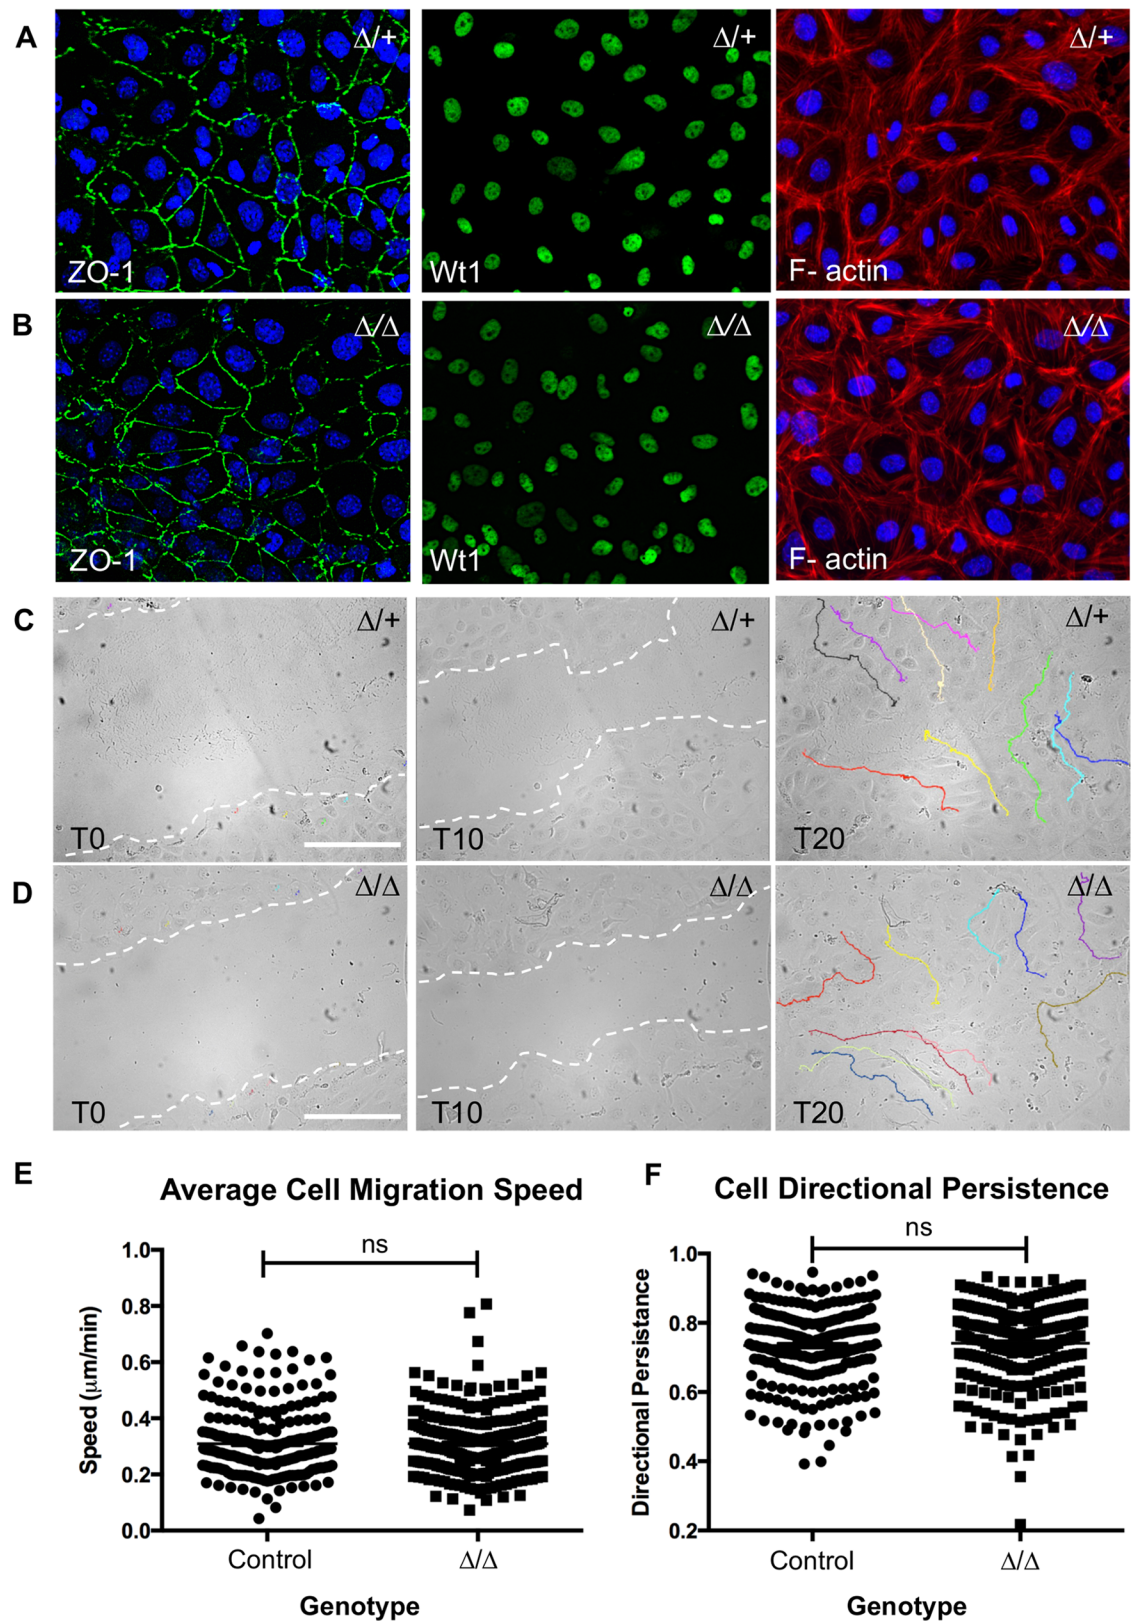 A
Δ/+
Δ/+
Δ/+
ZO-1
Wt1
F- actin
B
Δ/Δ
Δ/Δ
Δ/Δ
ZO-1
Wt1
F- actin
C
Δ/+
Δ/+
Δ/+
T0
T10
T20
D
Δ/Δ
Δ/Δ
Δ/Δ
T0
T10
T20
E
Average Cell Migration Speed
ns
1.0
0.8
0.6
0.4
0.2
0.0
Speed (μm/min)
Control
Δ/Δ
Genotype
F
Cell Directional Persistence
ns
1.0
0.8
0.6
0.4
0.2
Directional Persistance
Control
Δ/Δ
Genotype